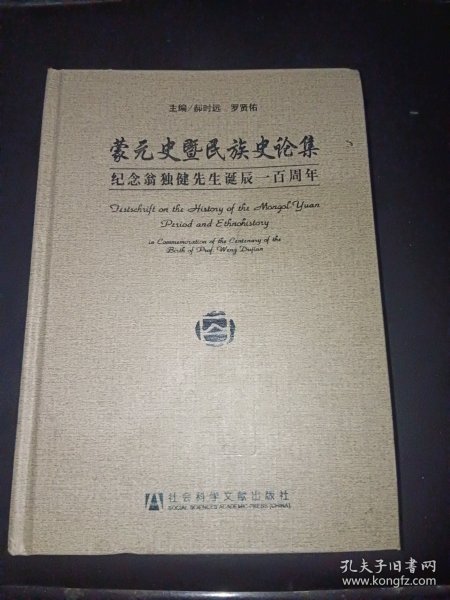 主编/郝时远 罗贤佑
蒙元史暨民族史论集
纪念翁独健先生诞辰一百周年
Festschrift on the History of the Mongol-Yuan
Period and Ethnohistory
in Commemoration of the Centenary of the
Birth of Prof. Weng Dujian
社会科学文献出版社
SOCIAL SCIENCES ACADEMIC PRESS (CHINA)
孔夫子旧书网
www.kongfz.com